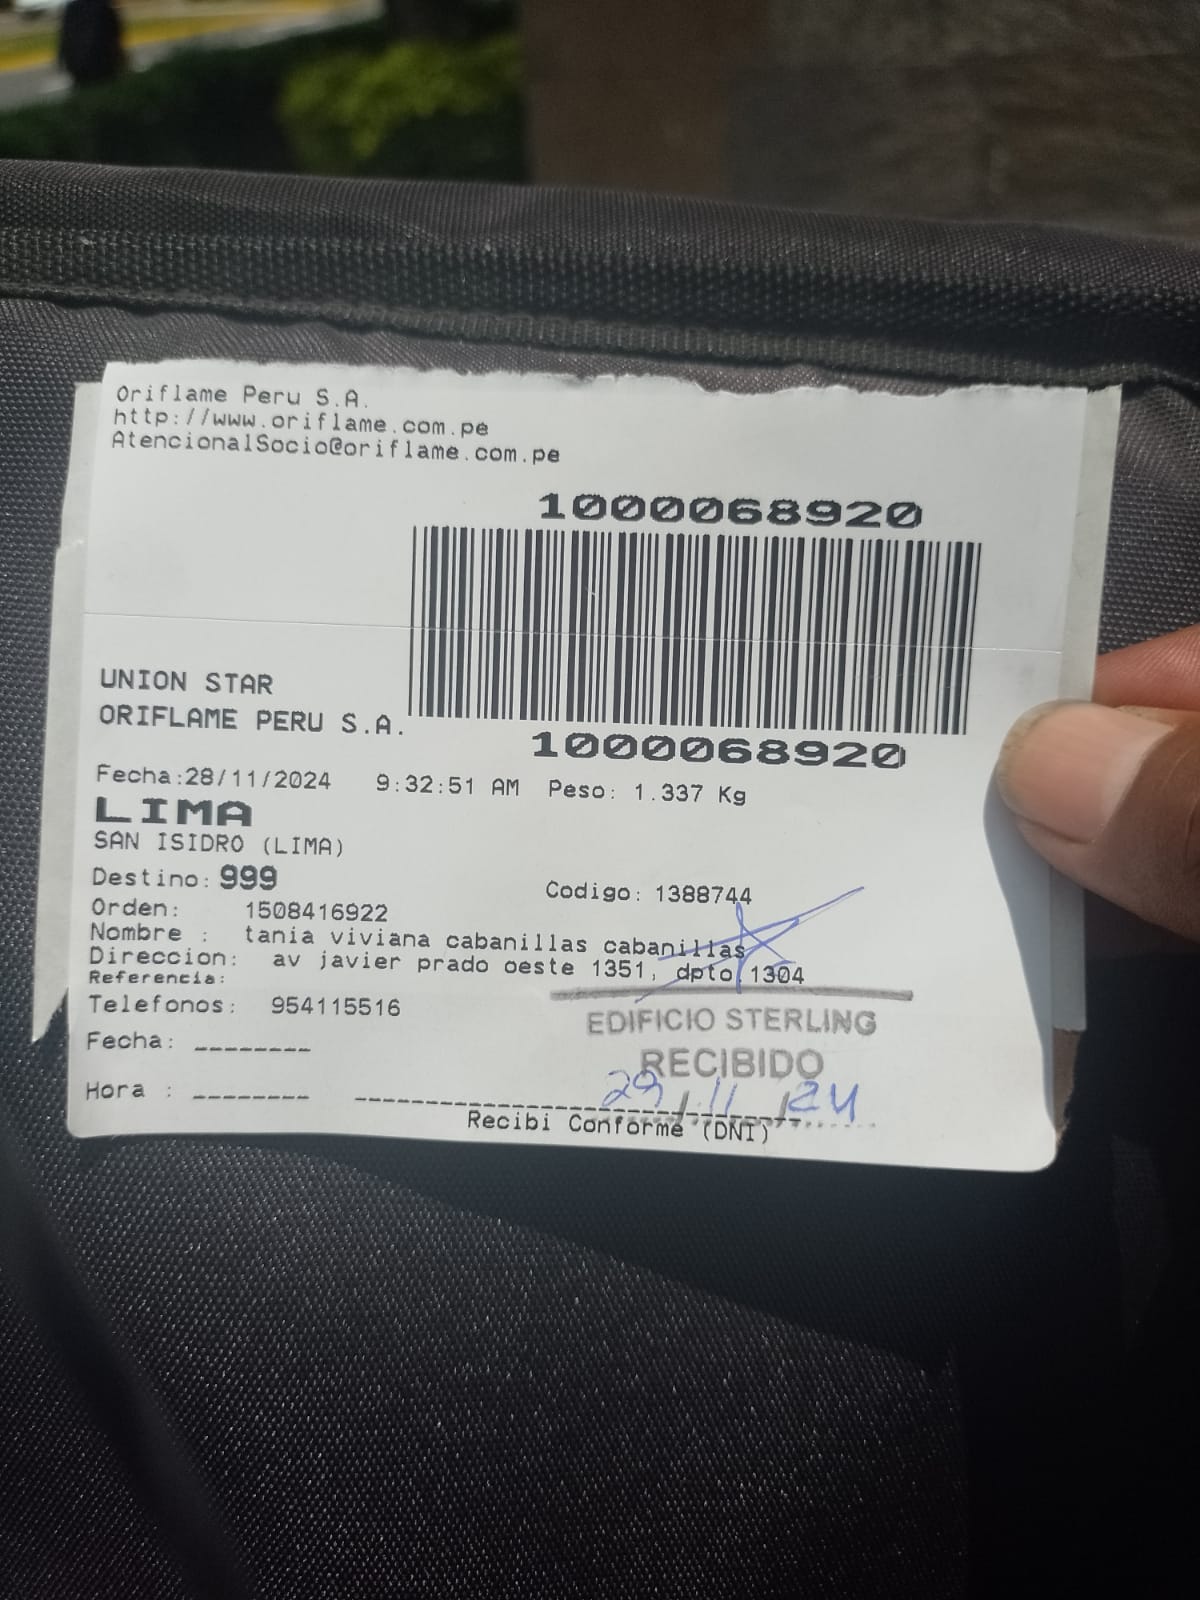 Oriflame Peru S.A.
http://www.oriflame.com.pe
AtencionalSocio@oriflame.com.pe
1000068920
UNION STAR
ORIFLAME PERU S.A.
1000068920
Fecha:28/11/2024 9:32:51 AM Peso: 1.337 Kg
LIMA
SAN ISIDRO (LIMA)
Destino: 999
Codigo: 1388744
Orden: 1508416922
Nombre : tania viviana cabanillas cabanillas
Direccion: av javier prado oeste 1351, dpto 1304
Referencia:
Telefonos: 954115516
EDIFICIO STERLING
Fecha: ________
RECIBIDO
29/11/24
Hora : ________
Recibi Conforme (DNI)